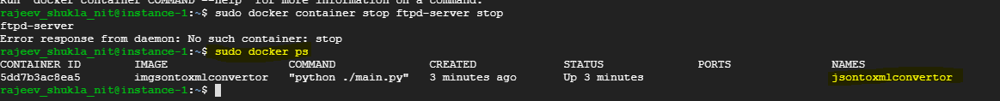 Run 'docker container COMMAND --help' for more information on a command.
rajeev_shukla_nit@instance-1:~$ sudo docker container stop ftpd-server stop
ftpd-server
Error response from daemon: No such container: stop
rajeev_shukla_nit@instance-1:~$ sudo docker ps
CONTAINER ID IMAGE COMMAND CREATED STATUS PORTS NAMES
5dd7b3ac8ea5 imgsontoxmlconvertor "python ./main.py" 3 minutes ago Up 3 minutes jsontoxmlconvertor
rajeev_shukla_nit@instance-1:~$